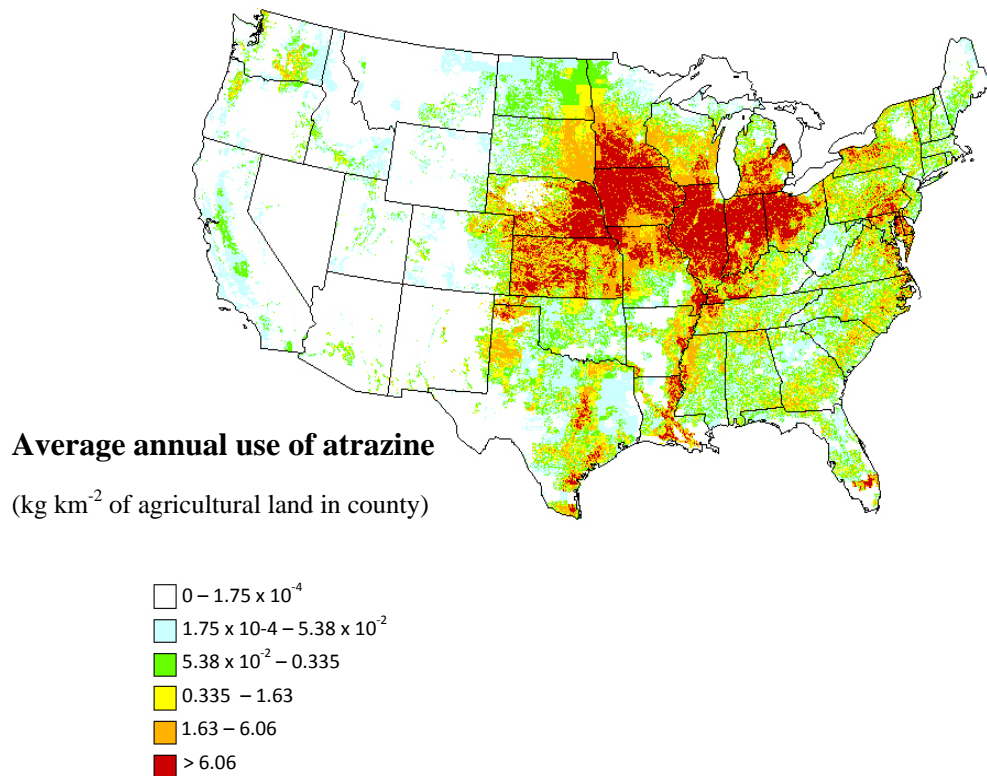 Average annual use of atrazine
(kg km⁻² of agricultural land in county)
0 – 1.75 x 10⁻⁴
1.75 x 10-4 – 5.38 x 10⁻²
5.38 x 10⁻² – 0.335
0.335 – 1.63
1.63 – 6.06
> 6.06